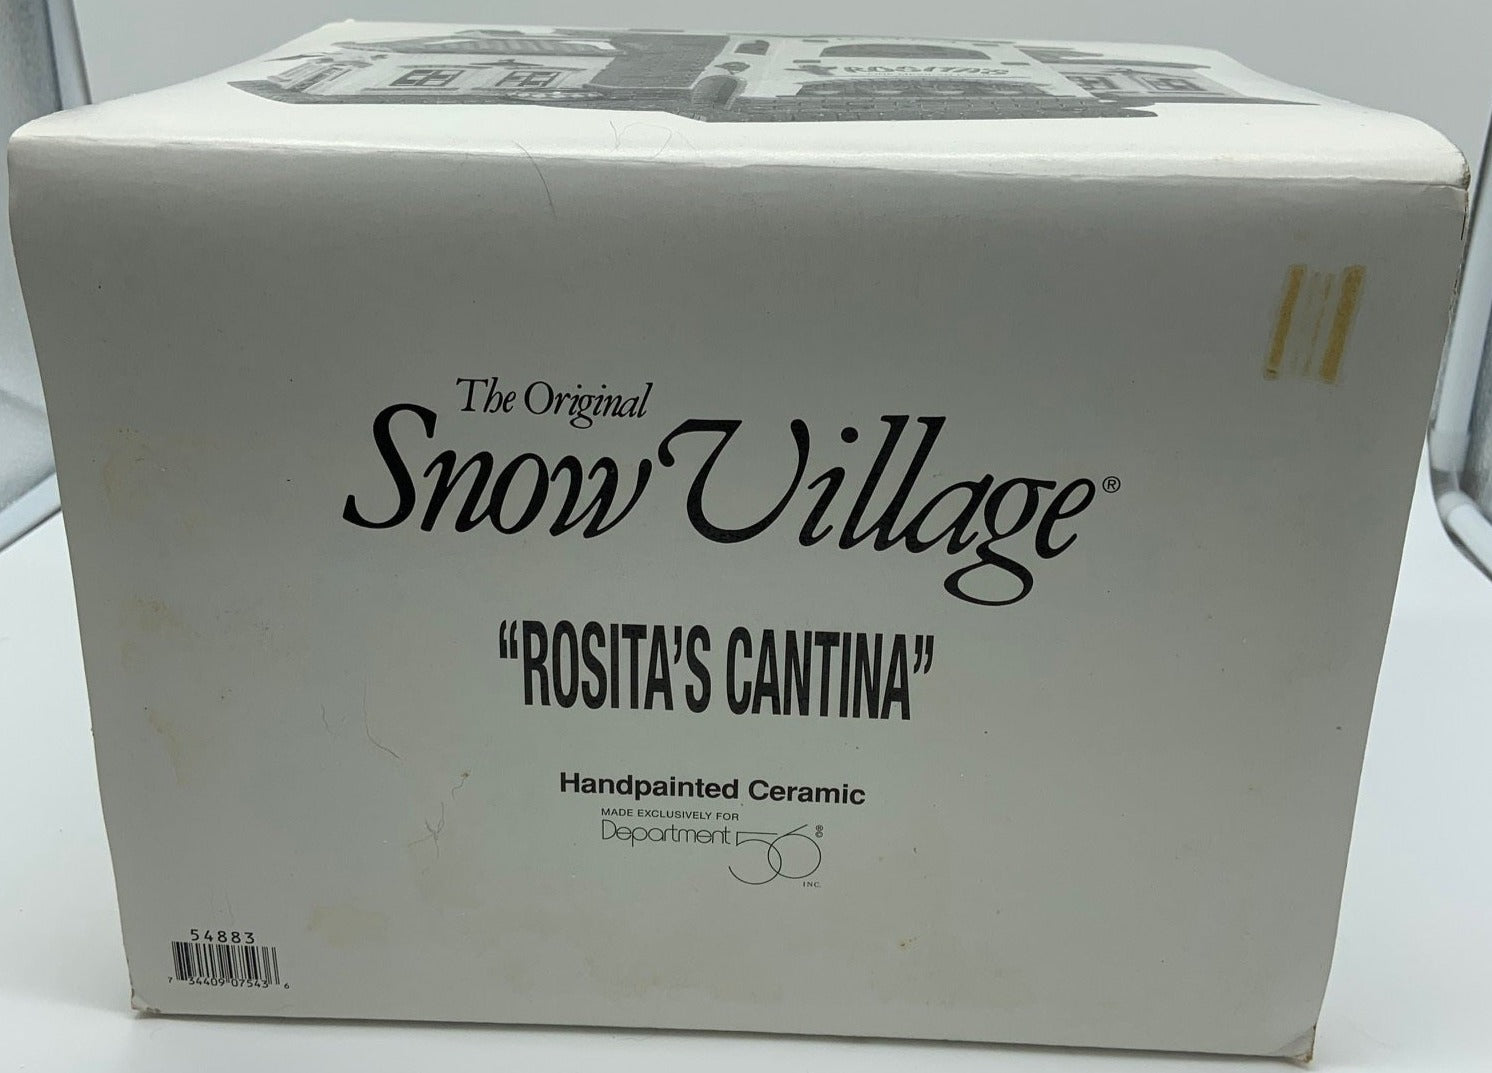 ROSITA'S
The Original
Snow Village®
“ROSITA’S CANTINA”
Handpainted Ceramic
MADE EXCLUSIVELY FOR
Department 56 ®©
INC.
54883
7 34409 07543 6